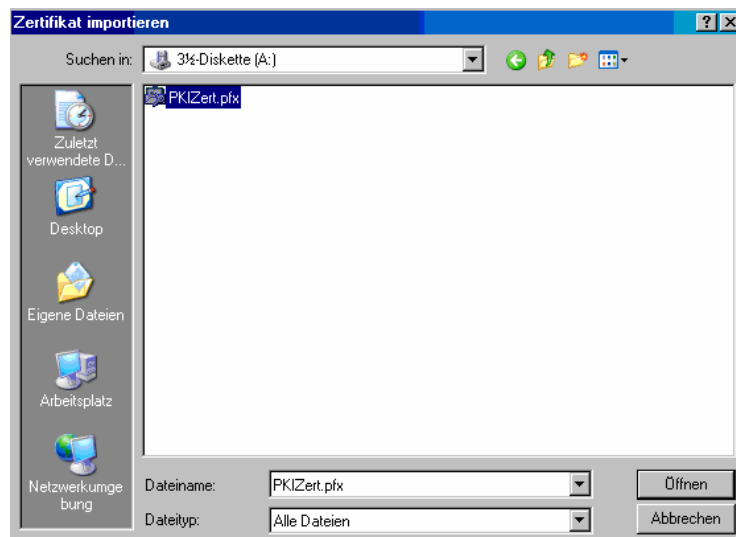 Zertifikat importieren
Suchen in: 3½-Diskette (A:)
PKIZert.pfx
Zuletzt
verwendete D...
Desktop
Eigene Dateien
Arbeitsplatz
Netzwerkumge
bung
Dateiname: PKIZert.pfx Öffnen
Dateityp: Alle Dateien Abbrechen